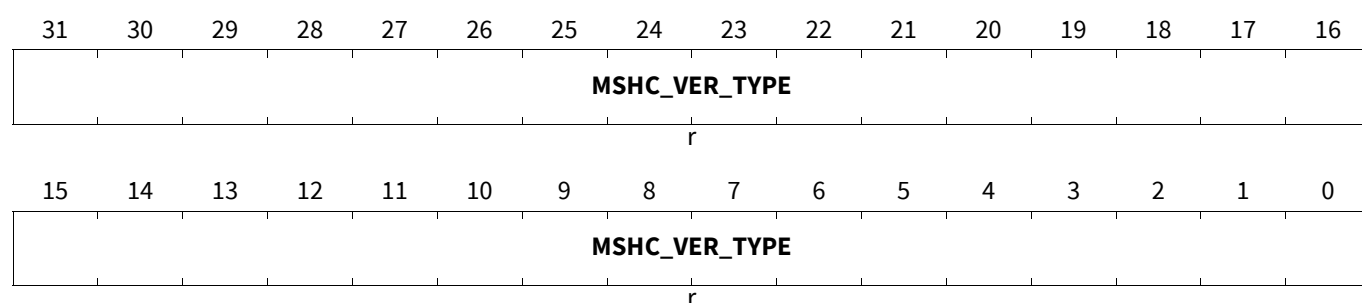 31 30 29 28 27 26 25 24 23 22 21 20 19 18 17 16
MSHC_VER_TYPE
r
15 14 13 12 11 10 9 8 7 6 5 4 3 2 1 0
MSHC_VER_TYPE
r